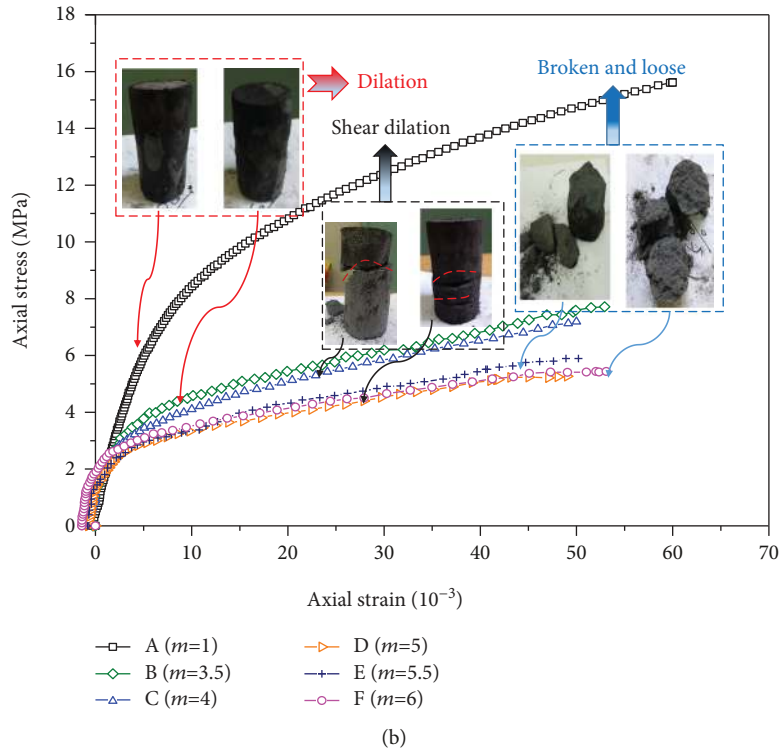 18
16
14
12
10
8
6
4
2
0
Axial stress (MPa)
Dilation
Shear dilation
Broken and loose
0 10 20 30 40 50 60 70
Axial strain (10⁻³)
A (m=1)
B (m=3.5)
C (m=4)
D (m=5)
E (m=5.5)
F (m=6)
(b)